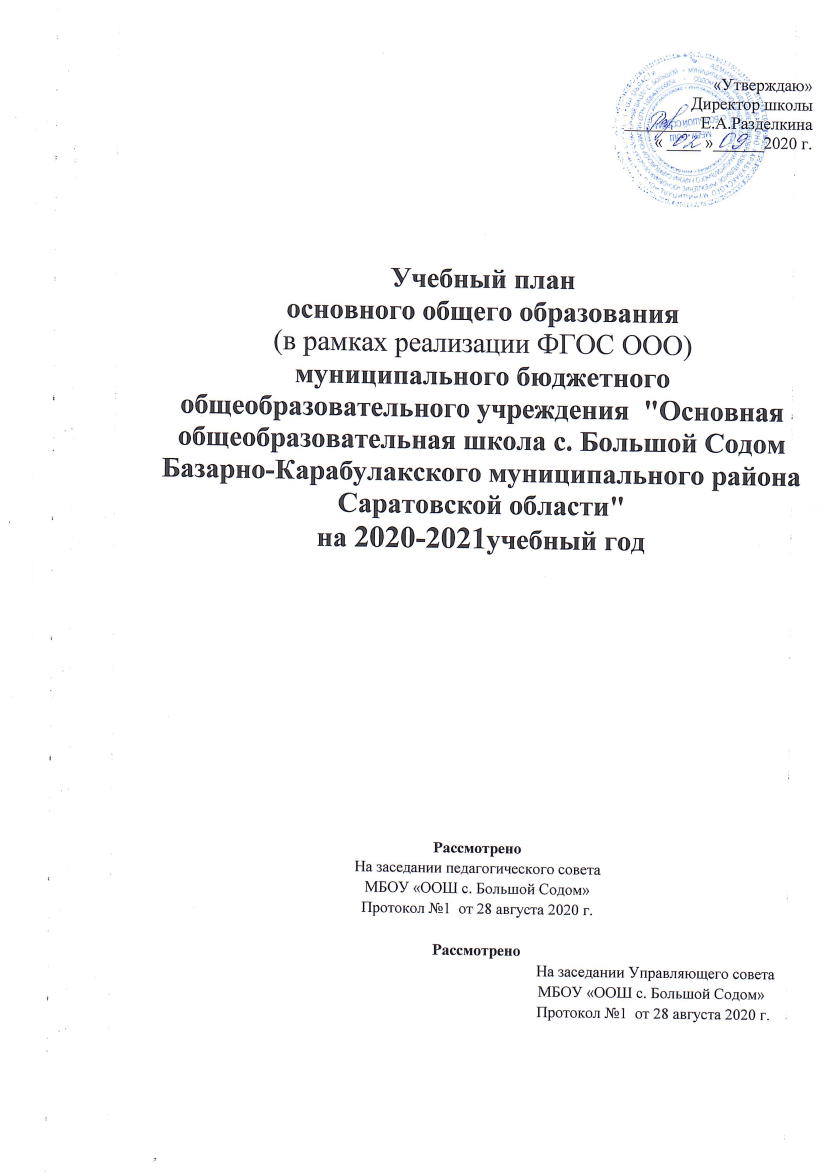 «Утверждаю»
Директор школы
________Е.А.Разделкина
« 02 » 09 2020 г.
Учебный план
основного общего образования
(в рамках реализации ФГОС ООО)
муниципального бюджетного
общеобразовательного учреждения "Основная
общеобразовательная школа с. Большой Содом
Базарно-Карабулакского муниципального района
Саратовской области"
на 2020-2021учебный год
Рассмотрено
На заседании педагогического совета
МБОУ «ООШ с. Большой Содом»
Протокол №1 от 28 августа 2020 г.
Рассмотрено
На заседании Управляющего совета
МБОУ «ООШ с. Большой Содом»
Протокол №1 от 28 августа 2020 г.